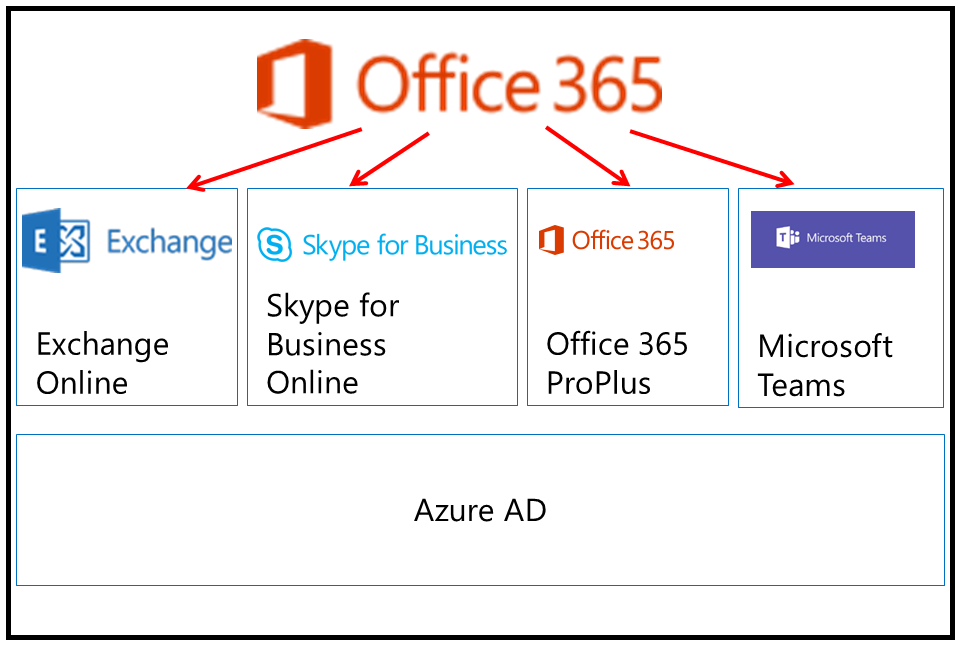 Office 365
E Exchange
S Skype for Business
Office 365
T Microsoft Teams
Exchange
Online
Skype for
Business
Online
Office 365
ProPlus
Microsoft
Teams
Azure AD